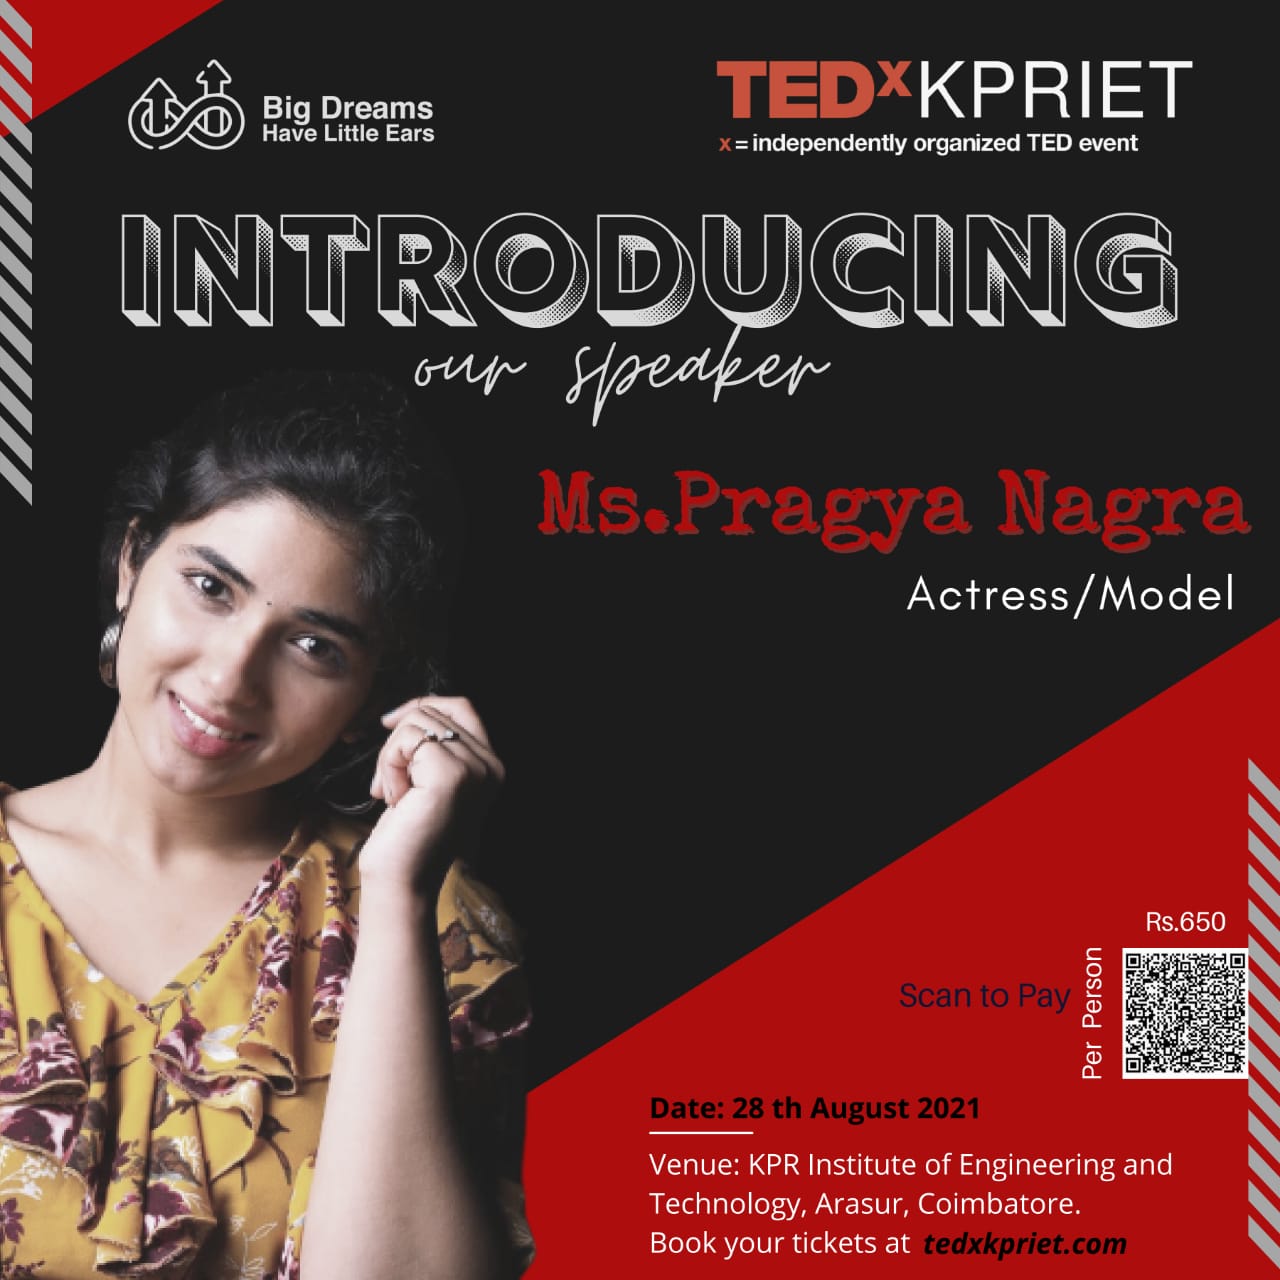 Big Dreams
Have Little Ears
TEDxKPRIET
x = independently organized TED event
INTRODUCING
our speaker
Ms.Pragya Nagra
Actress/Model
Rs.650
Per Person
Scan to Pay
Date: 28 th August 2021
Venue: KPR Institute of Engineering and
Technology, Arasur, Coimbatore.
Book your tickets at tedxkpriet.com